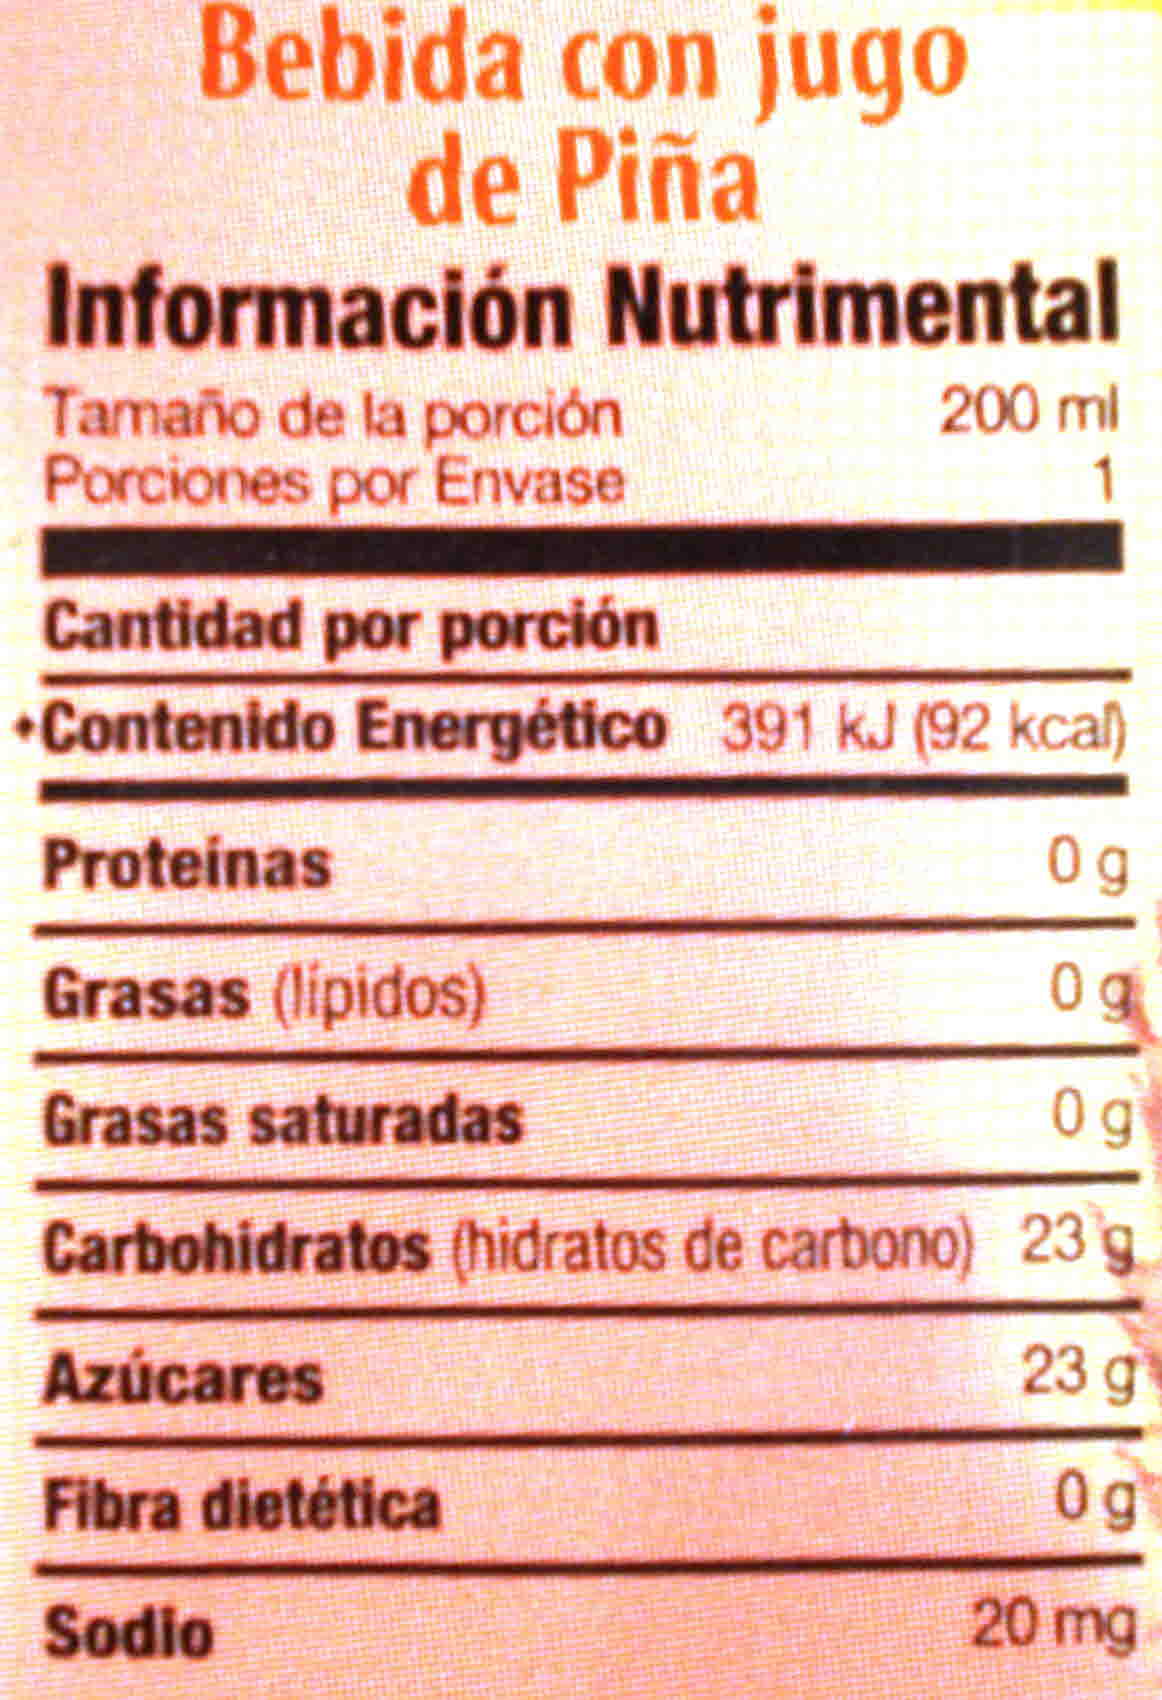 Bebida con jugo
de Piña
Información Nutrimental
Tamaño de la porción 200 ml
Porciones por Envase 1
Cantidad por porción
•Contenido Energético 391 kJ (92 kcal)
Proteínas 0 g
Grasas (lípidos) 0 g
Grasas saturadas 0 g
Carbohidratos (hidratos de carbono) 23 g
Azúcares 23 g
Fibra dietética 0 g
Sodio 20 mg